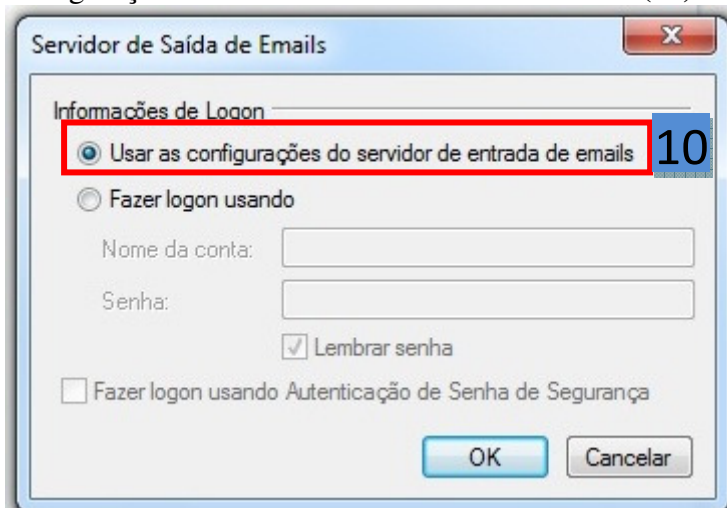 Servidor de Saída de Emails
Informações de Logon
Usar as configurações do servidor de entrada de emails 10
Fazer logon usando
Nome da conta:
Senha:
Lembrar senha
Fazer logon usando Autenticação de Senha de Segurança
OK Cancelar